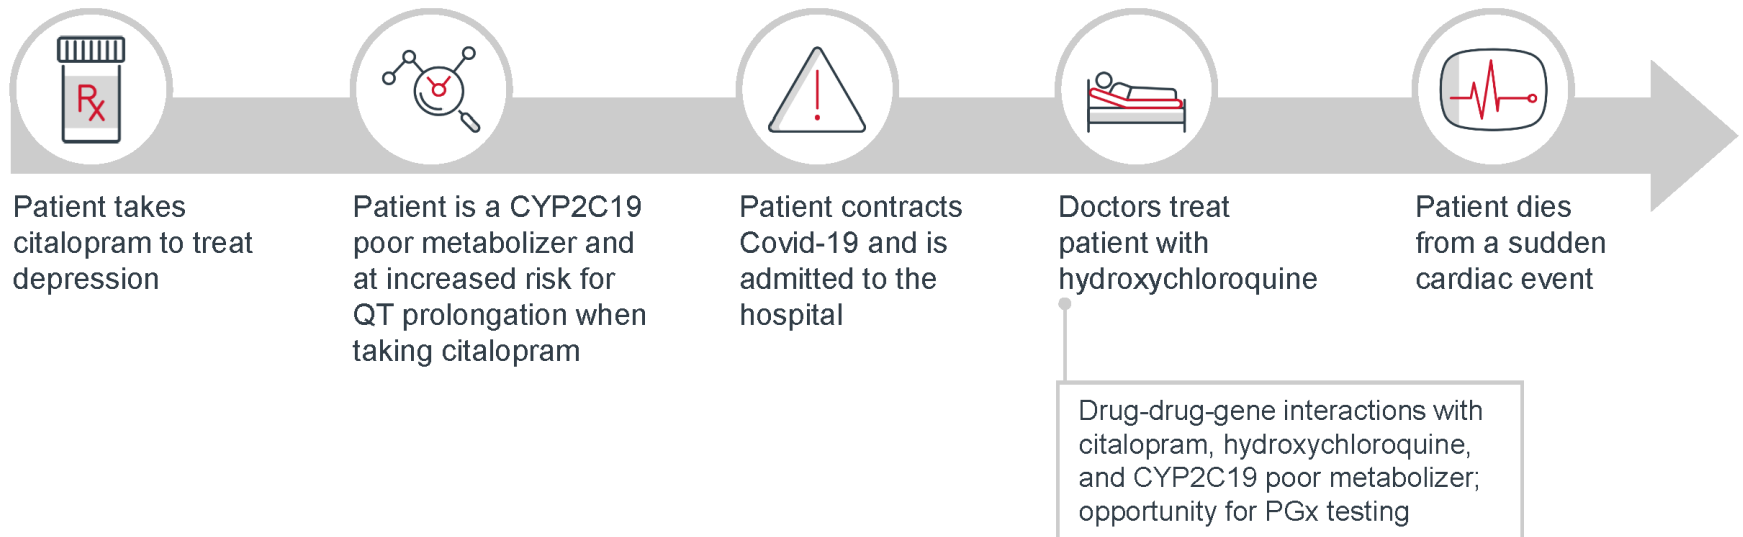 Rx
Patient takes
citalopram to treat
depression
Patient is a CYP2C19
poor metabolizer and
at increased risk for
QT prolongation when
taking citalopram
Patient contracts
Covid-19 and is
admitted to the
hospital
Doctors treat
patient with
hydroxychloroquine
Patient dies
from a sudden
cardiac event
Drug-drug-gene interactions with
citalopram, hydroxychloroquine,
and CYP2C19 poor metabolizer;
opportunity for PGx testing